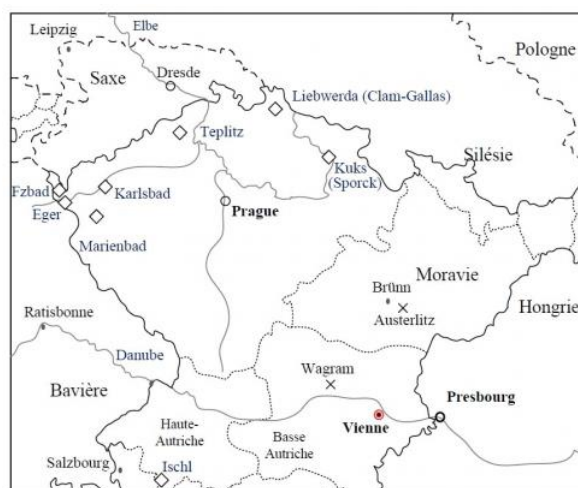 Elbe
Leipzig
Pologne
Saxe
Dresde
Liebwerda (Clam-Gallas)
Teplitz
Silésie
Kuks
(Sporck)
Fzbad
Karlsbad
Eger
Prague
Marienbad
Moravie
Brünn
Hongrie
Austerlitz
Ratisbonne
Danube
Wagram
Bavière
Presbourg
Haute-
Autriche
Vienne
Basse
Autriche
Salzbourg
Ischl